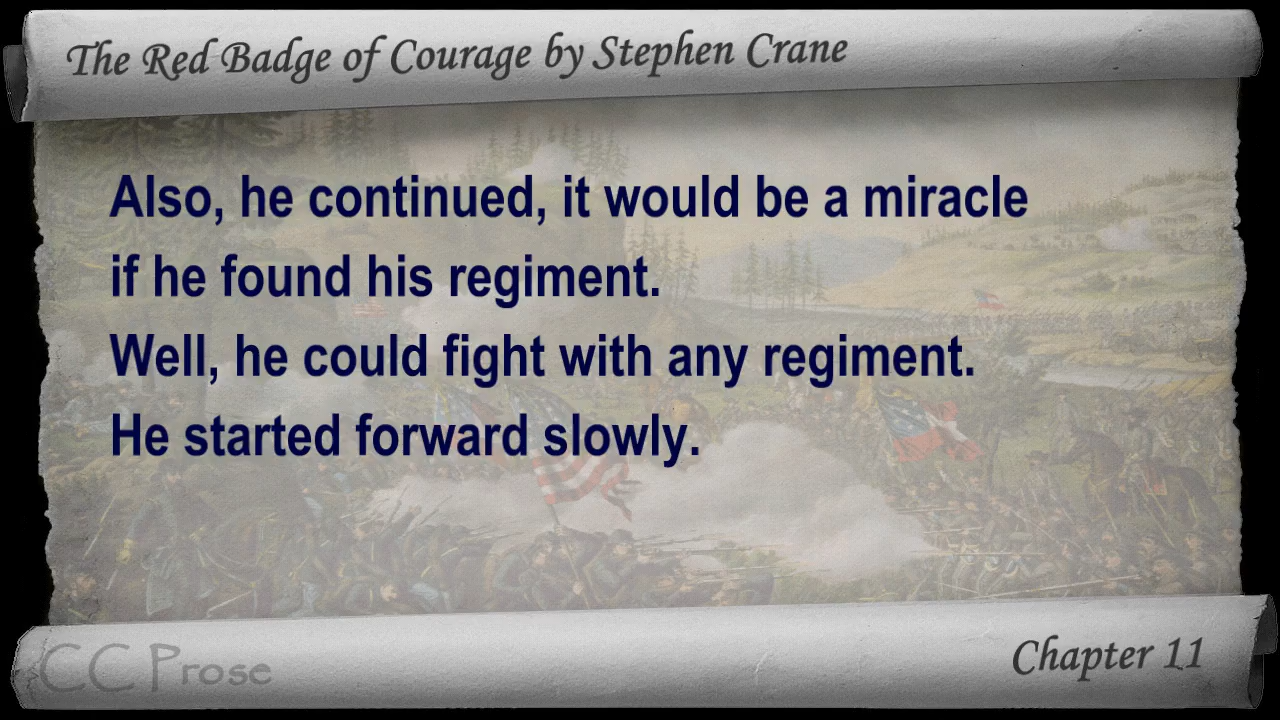 The Red Badge of Courage by Stephen Crane
Also, he continued, it would be a miracle
if he found his regiment.
Well, he could fight with any regiment.
He started forward slowly.
CC Prose
Chapter 11